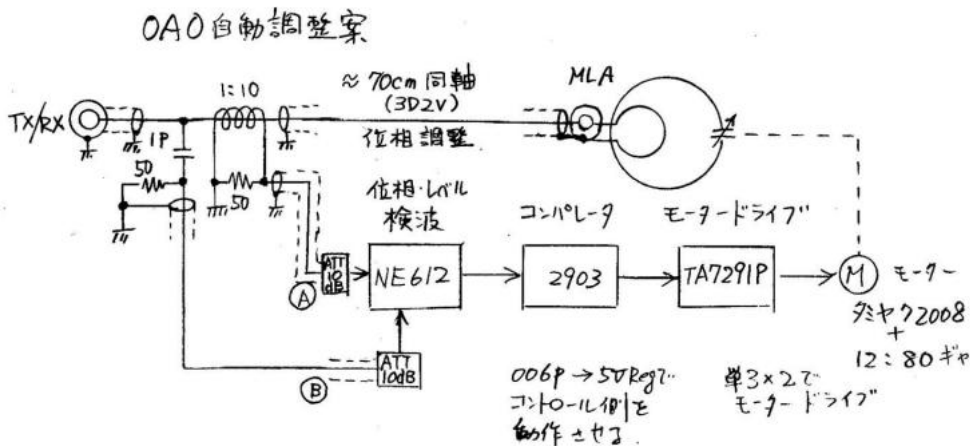 OAO自動調整案
TX/RX
1P
50
1:10
50
≈70cm 同軸
(3D2V)
位相調整
MLA
位相・レベル
検波
コンパレータ
モータードライブ
A
ATT
10
dB
NE612
2903
TA7291P
M
モーター
タミヤク2008
+
12:80ギヤ
B
ATT
10dB
006P→5VRegで
コントロール側を
動作させる.
単3×2で
モータードライブ